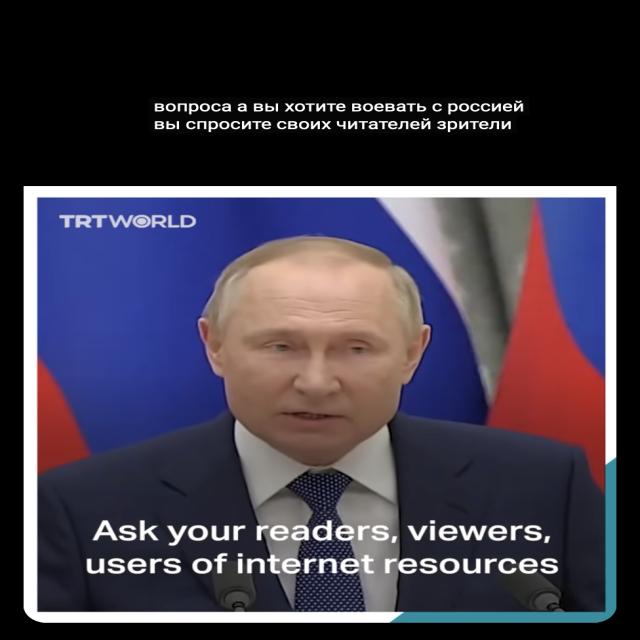 вопроса а вы хотите воевать с россией
вы спросите своих читателей зрители
TRTWORLD
Ask your readers, viewers,
users of internet resources